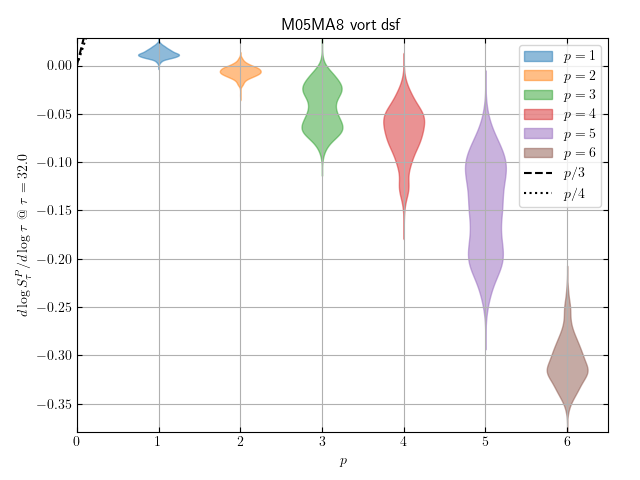 M05MA8 vort dsf
d log S_τ^P / d log τ @ τ = 32.0
0.00
−0.05
−0.10
−0.15
−0.20
−0.25
−0.30
−0.35
p = 1
p = 2
p = 3
p = 4
p = 5
p = 6
p/3
p/4
0 1 2 3 4 5 6
p